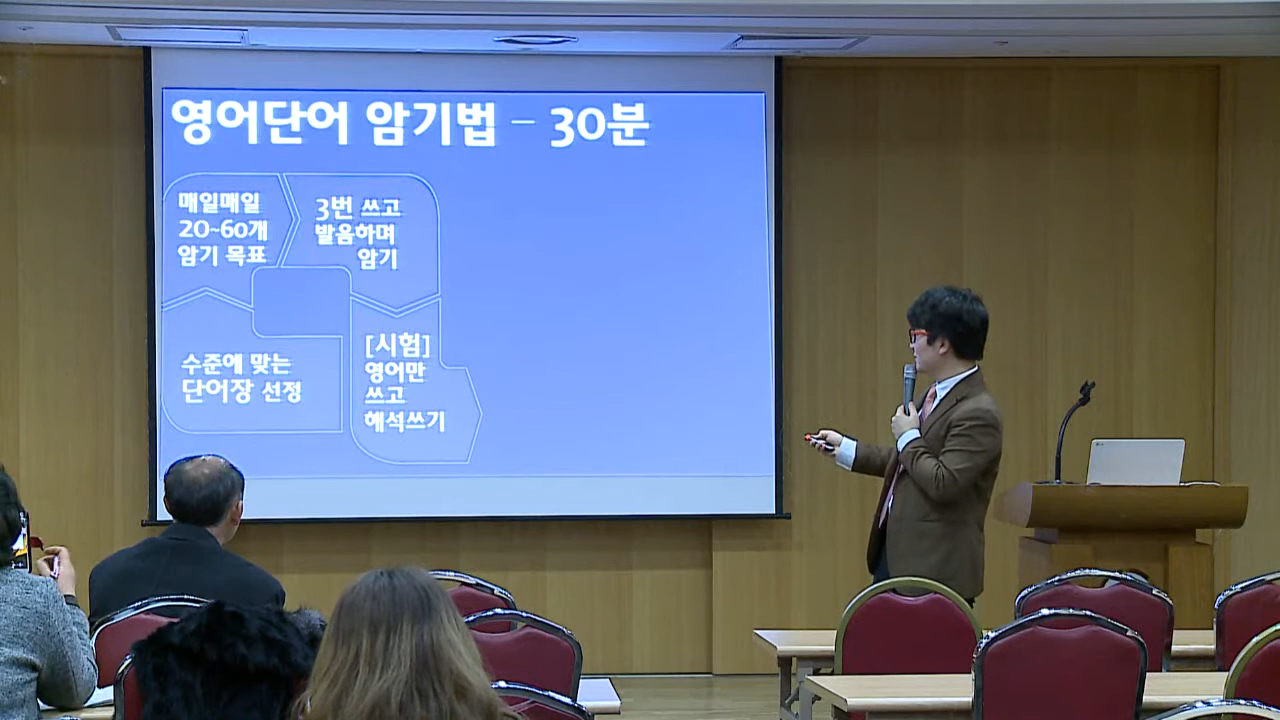 영어단어 암기법 - 30분
매일매일
20~60개
암기 목표
3번 쓰고
발음하며
암기
수준에 맞는
단어장 선정
[시험]
영어만
쓰고
해석쓰기